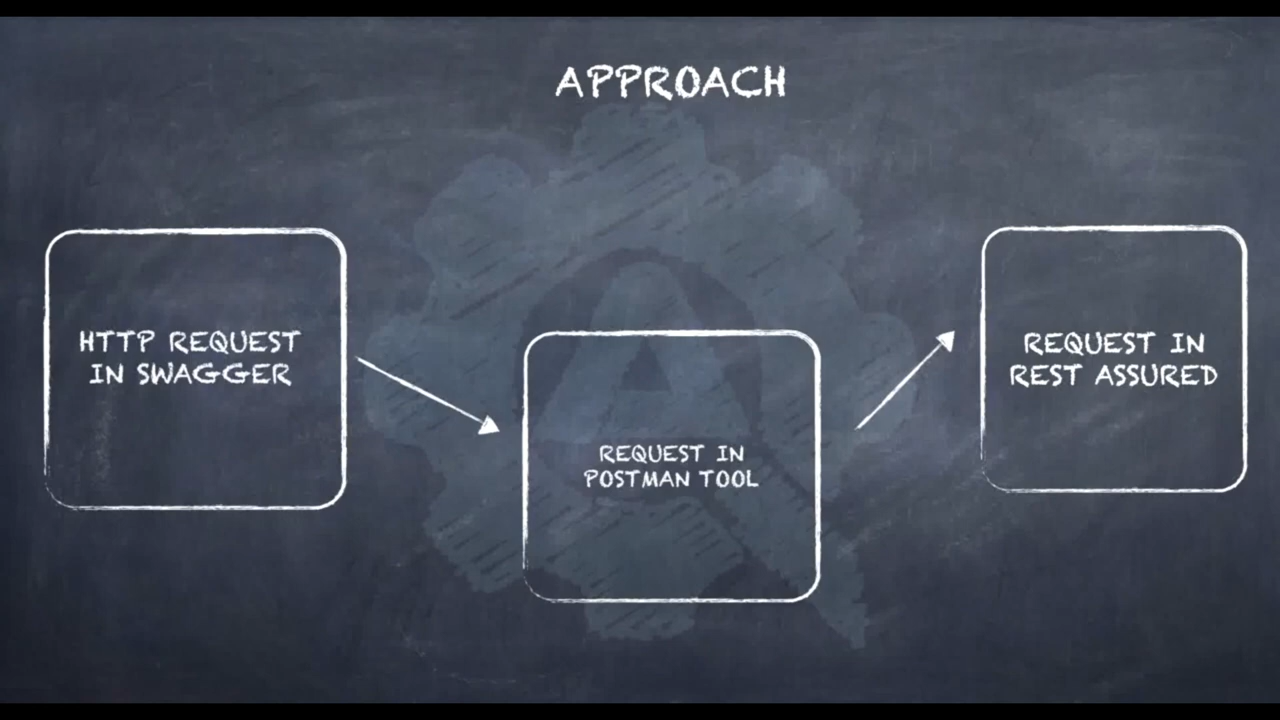 APPROACH
HTTP REQUEST
IN SWAGGER
REQUEST IN
POSTMAN TOOL
REQUEST IN
REST ASSURED